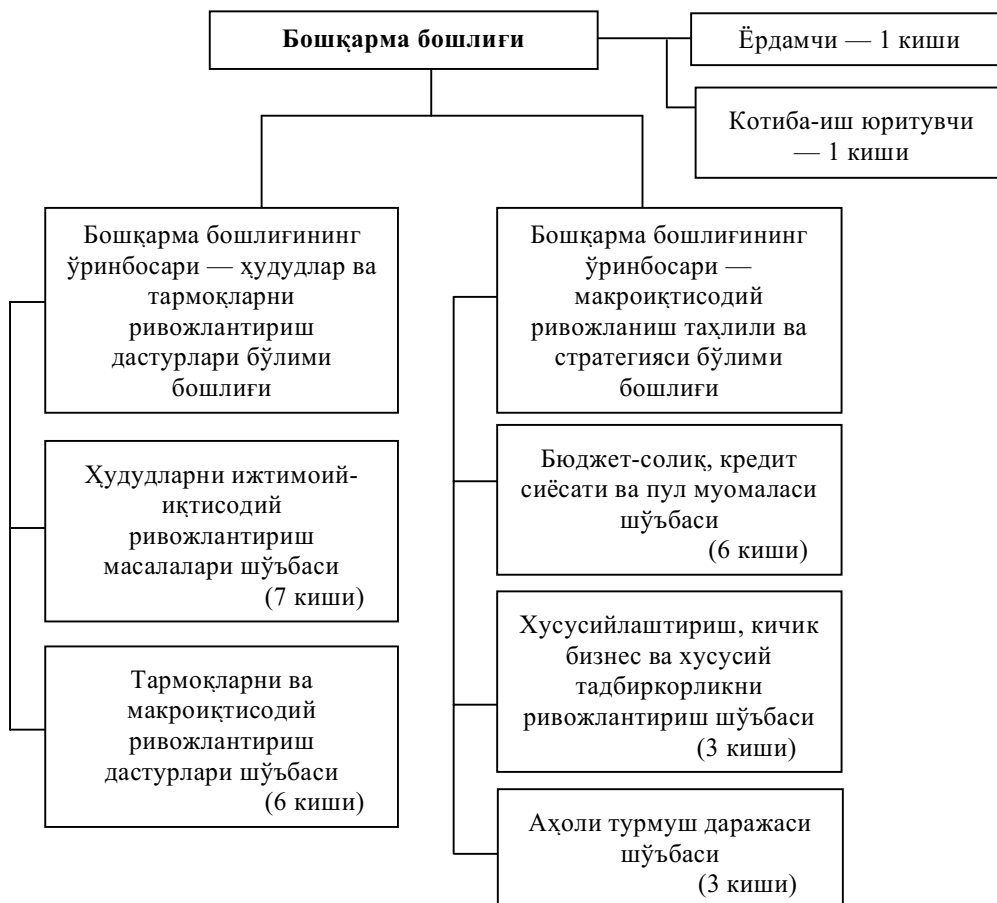 Бошқарма бошлиғи
Ёрдамчи — 1 киши
Котиба-иш юритувчи
— 1 киши
Бошқарма бошлиғининг
ўринбосари — ҳудудлар ва
тармоқларни
ривожлантириш
дастурлари бўлими
бошлиғи
Ҳудудларни ижтимоий-
иқтисодий
ривожлантириш
масалалари шўъбаси
(7 киши)
Тармоқларни ва
макроиқтисодий
ривожлантириш
дастурлари шўъбаси
(6 киши)
Бошқарма бошлиғининг
ўринбосари —
макроиқтисодий
ривожланиш таҳлили ва
стратегияси бўлими
бошлиғи
Бюджет-солиқ, кредит
сиёсати ва пул муомаласи
шўъбаси
(6 киши)
Хусусийлаштириш, кичик
бизнес ва хусусий
тадбиркорликни
ривожлантириш шўъбаси
(3 киши)
Аҳоли турмуш даражаси
шўъбаси
(3 киши)